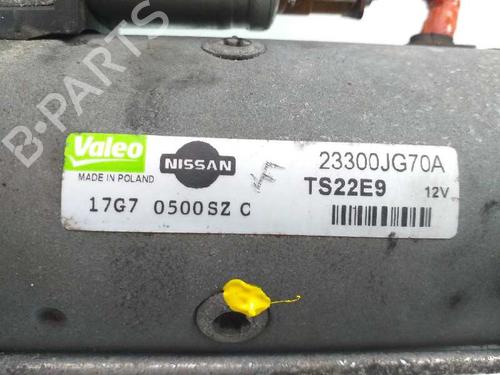 B-PARTS
Valeo
MADE IN POLAND
NISSAN
23300JG70A
TS22E9
12V
17G7 0500SZ C